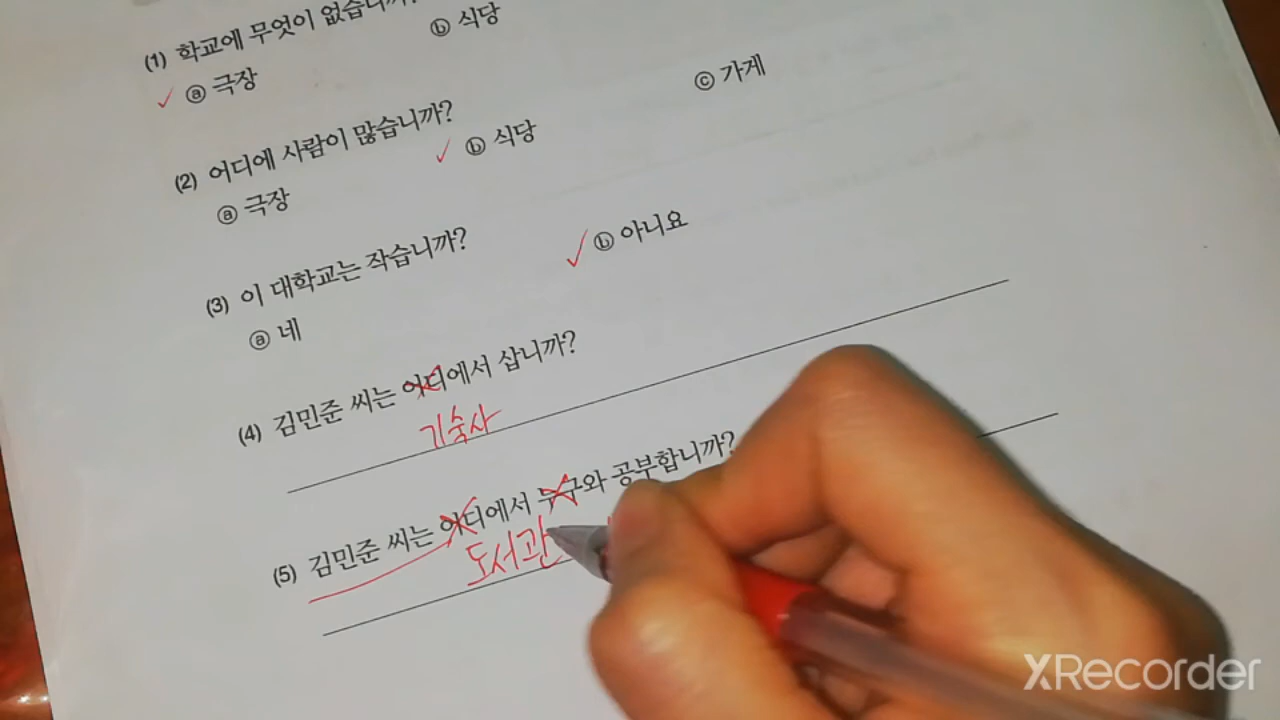 (1) 학교에 무엇이 없습니까?
✓ ⓐ 극장 ⓑ 식당
ⓒ 가게
(2) 어디에 사람이 많습니까?
ⓐ 극장 ✓ ⓑ 식당
(3) 이 대학교는 작습니까?
ⓐ 네 ✓ ⓑ 아니요
(4) 김민준 씨는 어디에서 삽니까?
기숙사
(5) 김민준 씨는 어디에서 누구와 공부합니까?
도서관
XRecorder